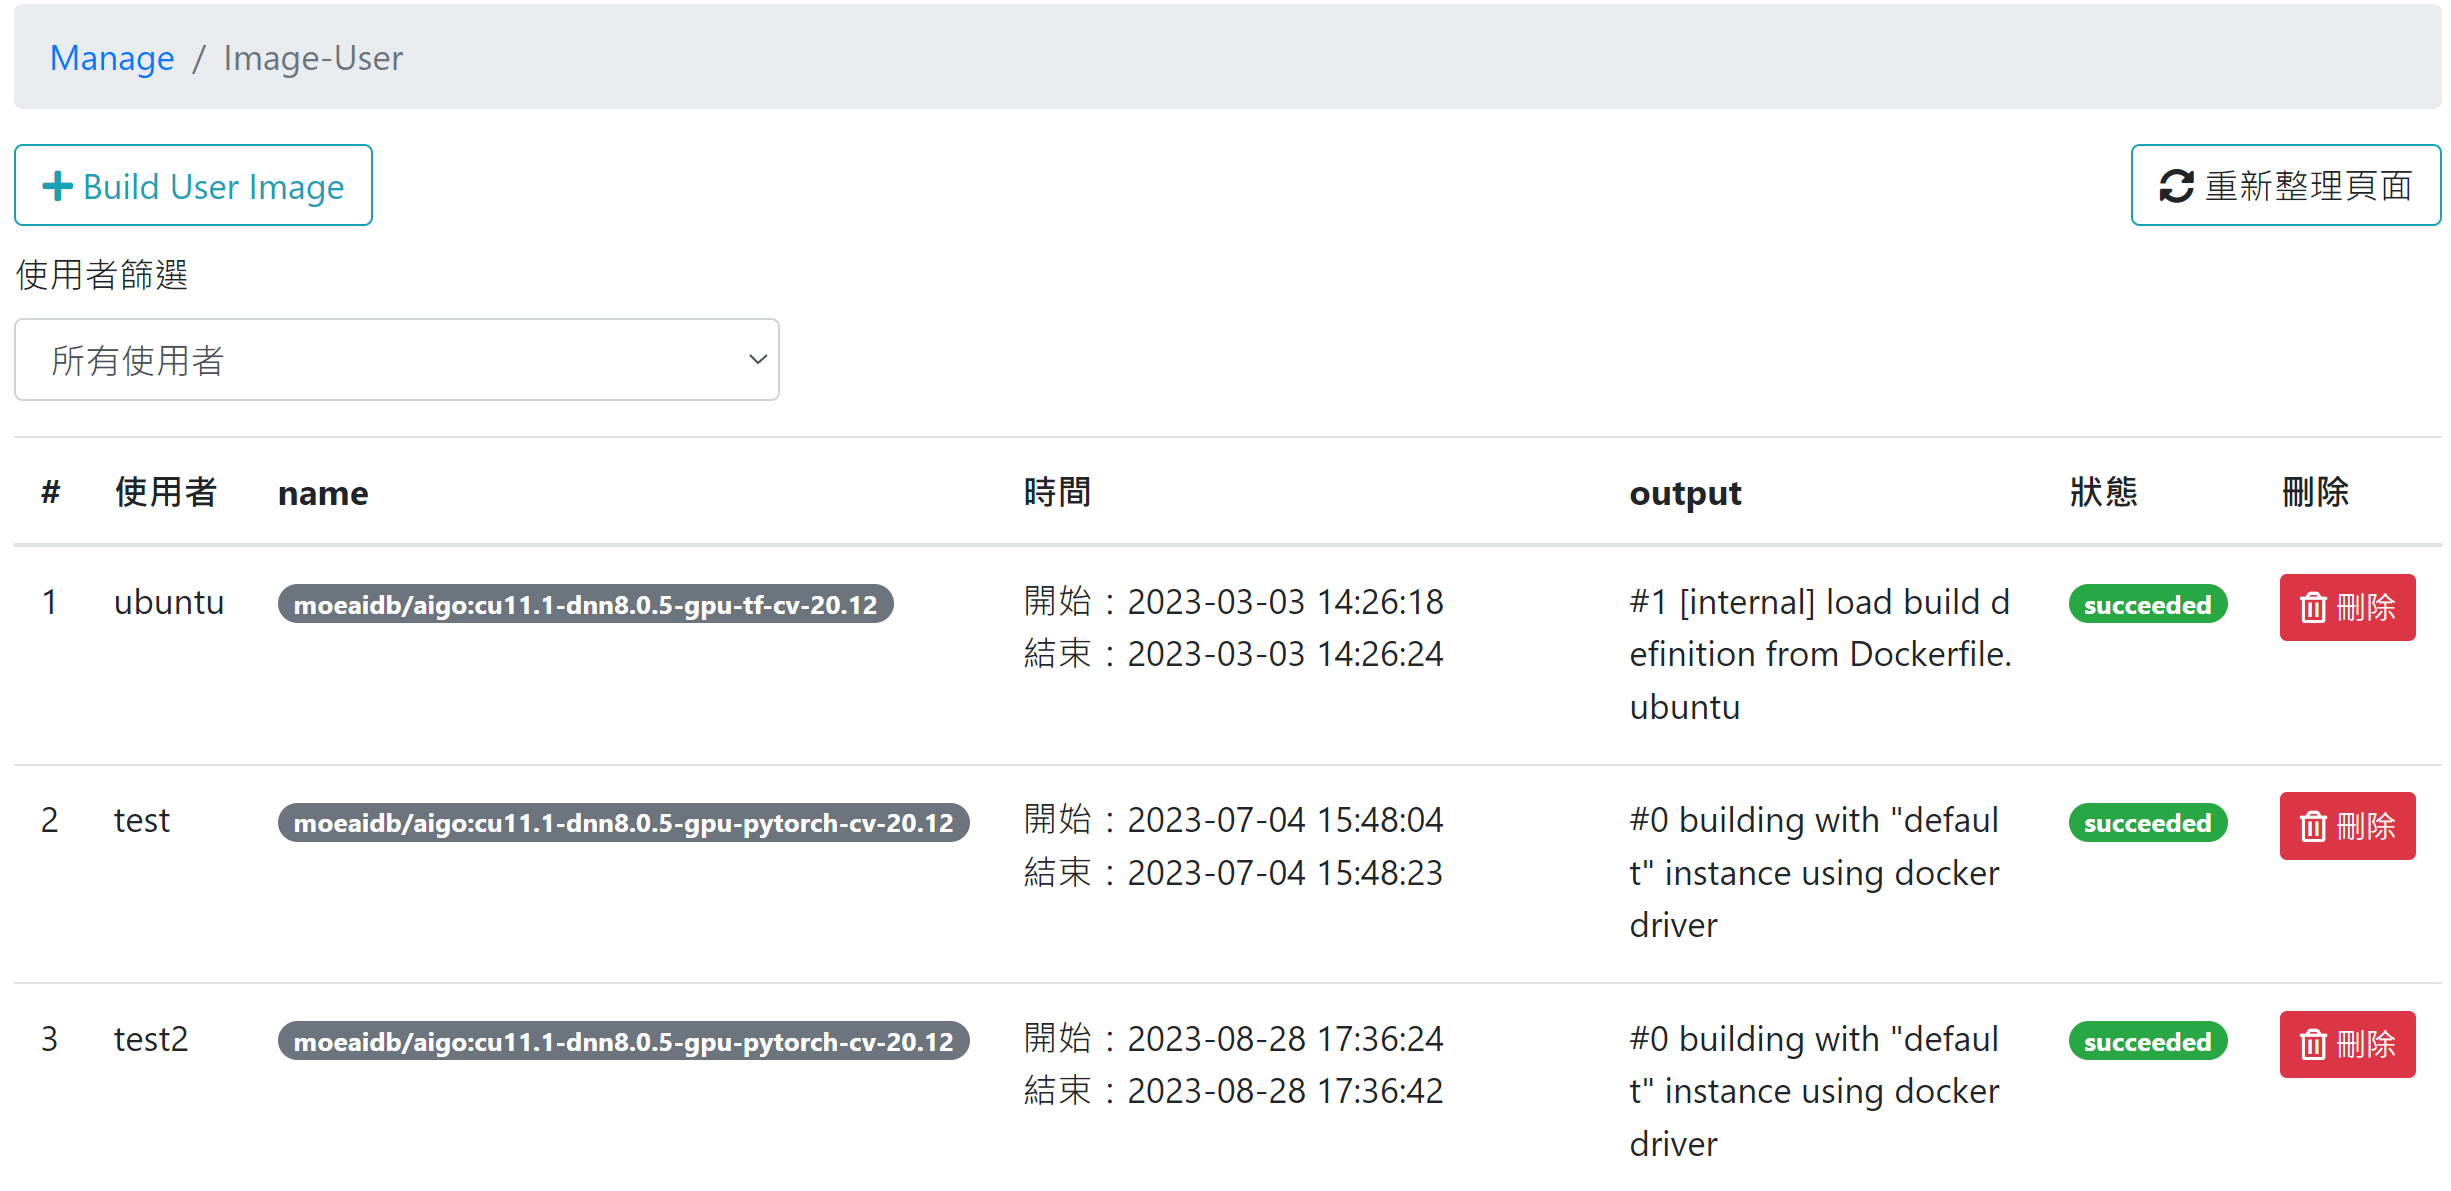 Manage / Image-User
Build User Image
重新整理頁面
使用者篩選
所有使用者
# 使用者 name 時間 output 狀態 刪除
1 ubuntu moeaidb/aigo:cu11.1-dnn8.0.5-gpu-tf-cv-20.12 開始：2023-03-03 14:26:18 #1 [internal] load build d succeeded 刪除
結束：2023-03-03 14:26:24 efinition from Dockerfile.
ubuntu
2 test moeaidb/aigo:cu11.1-dnn8.0.5-gpu-pytorch-cv-20.12 開始：2023-07-04 15:48:04 #0 building with "defaul succeeded 刪除
結束：2023-07-04 15:48:23 t" instance using docker
driver
3 test2 moeaidb/aigo:cu11.1-dnn8.0.5-gpu-pytorch-cv-20.12 開始：2023-08-28 17:36:24 #0 building with "defaul succeeded 刪除
結束：2023-08-28 17:36:42 t" instance using docker
driver